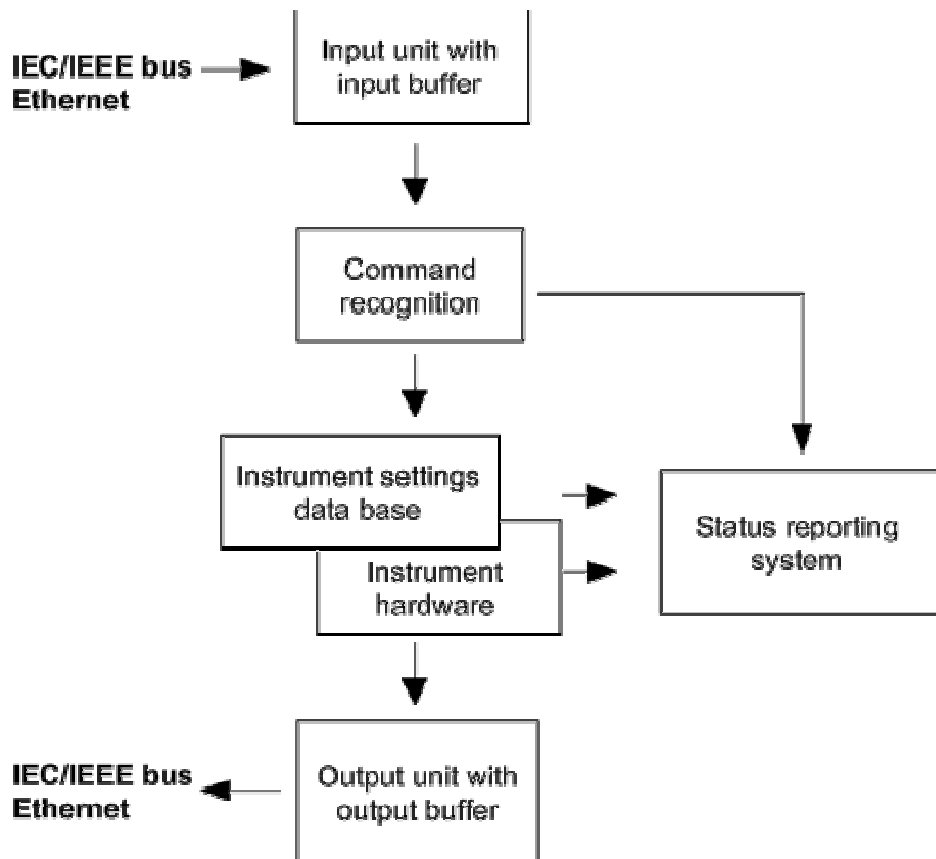 IEC/IEEE bus
Ethernet
Input unit with
input buffer
Command
recognition
Instrument settings
data base
Instrument
hardware
Status reporting
system
IEC/IEEE bus
Ethernet
Output unit with
output buffer